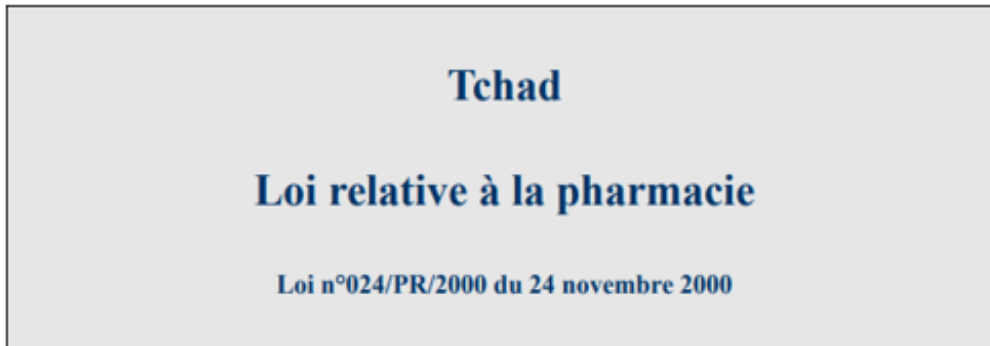 Tchad
Loi relative à la pharmacie
Loi n°024/PR/2000 du 24 novembre 2000